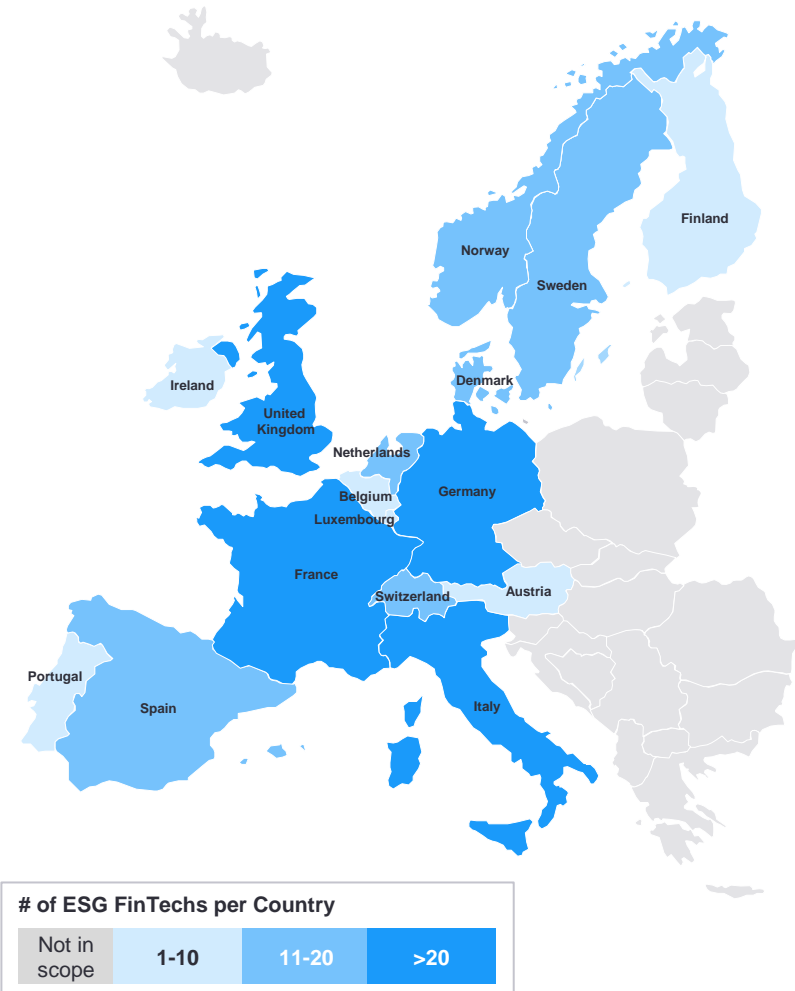 Finland
Norway
Sweden
Denmark
Ireland
United
Kingdom
Netherlands
Belgium
Germany
Luxembourg
France
Switzerland
Austria
Portugal
Spain
Italy
# of ESG FinTechs per Country
Not in
scope
1-10
11-20
>20